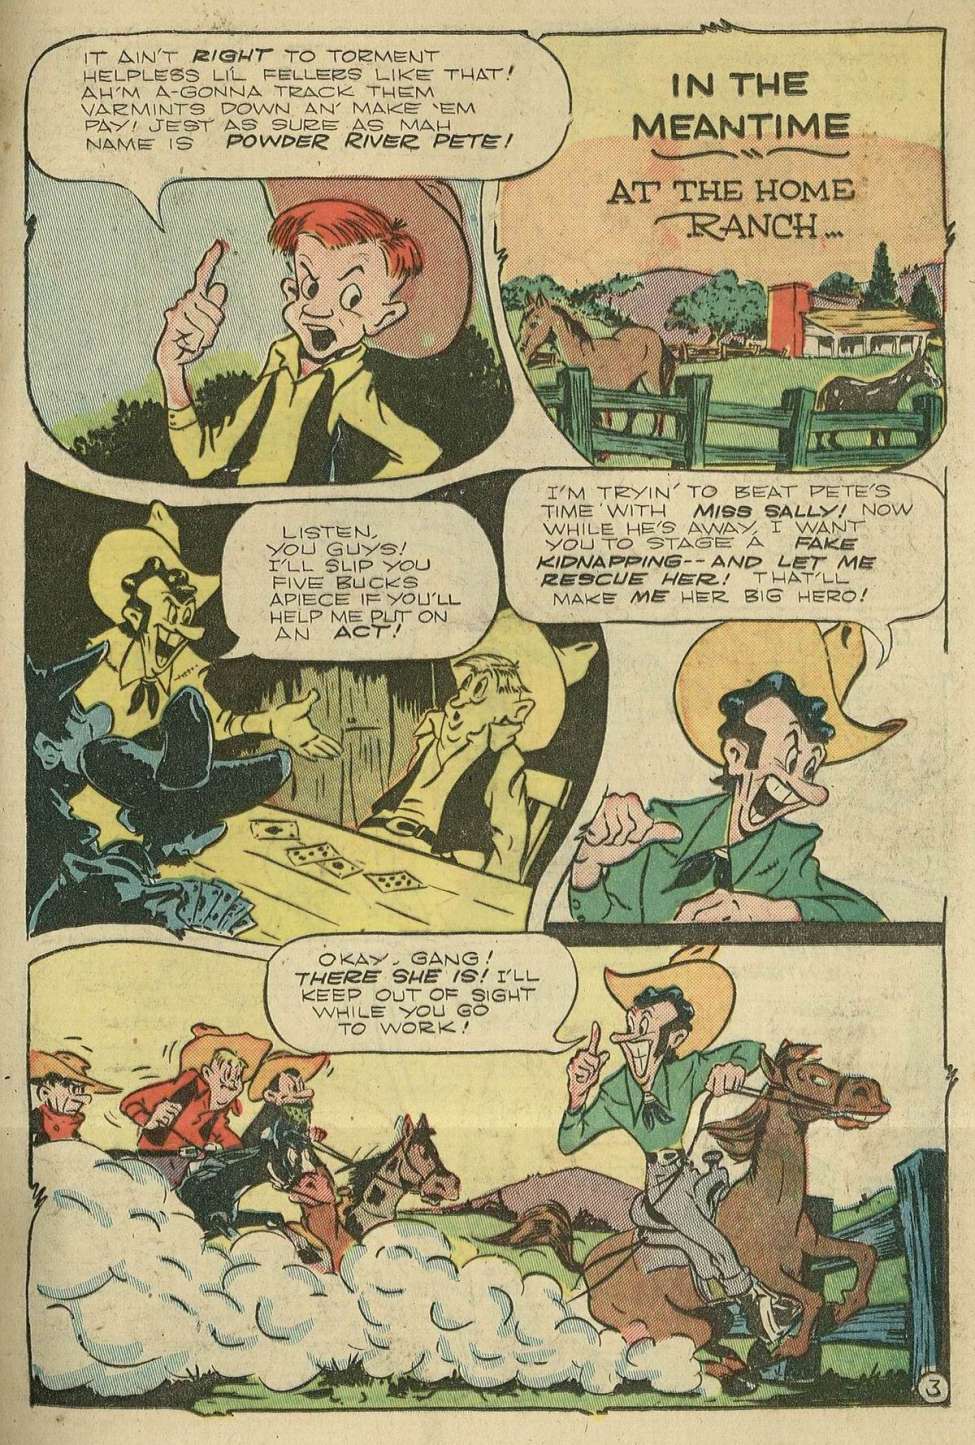 IT AIN'T RIGHT TO TORMENT
HELPLESS LI'L FELLERS LIKE THAT!
AH'M A-GONNA TRACK THEM
VARMINTS DOWN AN' MAKE 'EM
PAY! JEST AS SURE AS MAH
NAME IS POWDER RIVER PETE!
IN THE
MEANTIME
AT THE HOME
RANCH...
LISTEN,
YOU GUYS!
I'LL SLIP YOU
FIVE BUCKS
APIECE IF YOU'LL
HELP ME PUT ON
AN ACT!
I'M TRYIN' TO BEAT PETE'S
TIME WITH MISS SALLY! NOW
WHILE HE'S AWAY, I WANT
YOU TO STAGE A FAKE
KIDNAPPING--AND LET ME
RESCUE HER! THAT'LL
MAKE ME HER BIG HERO!
OKAY, GANG!
THERE SHE IS! I'LL
KEEP OUT OF SIGHT
WHILE YOU GO
TO WORK!
3